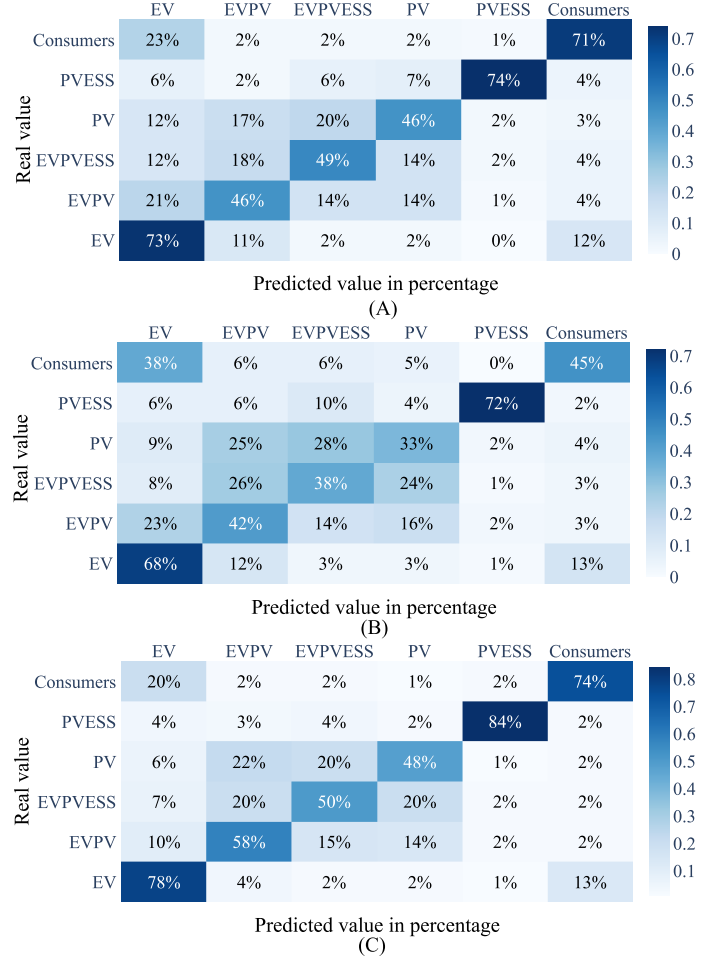 EV EVPV EVPVESS PV PVESS Consumers
Consumers 23% 2% 2% 2% 1% 71%
PVESS 6% 2% 6% 7% 74% 4%
PV 12% 17% 20% 46% 2% 3%
EVPVESS 12% 18% 49% 14% 2% 4%
EVPV 21% 46% 14% 14% 1% 4%
EV 73% 11% 2% 2% 0% 12%
Real value
0.7
0.6
0.5
0.4
0.3
0.2
0.1
0
Predicted value in percentage
(A)
EV EVPV EVPVESS PV PVESS Consumers
Consumers 38% 6% 6% 5% 0% 45%
PVESS 6% 6% 10% 4% 72% 2%
PV 9% 25% 28% 33% 2% 4%
EVPVESS 8% 26% 38% 24% 1% 3%
EVPV 23% 42% 14% 16% 2% 3%
EV 68% 12% 3% 3% 1% 13%
Real value
0.7
0.6
0.5
0.4
0.3
0.2
0.1
0
Predicted value in percentage
(B)
EV EVPV EVPVESS PV PVESS Consumers
Consumers 20% 2% 2% 1% 2% 74%
PVESS 4% 3% 4% 2% 84% 2%
PV 6% 22% 20% 48% 1% 2%
EVPVESS 7% 20% 50% 20% 2% 2%
EVPV 10% 58% 15% 14% 2% 2%
EV 78% 4% 2% 2% 1% 13%
Real value
0.8
0.7
0.6
0.5
0.4
0.3
0.2
0.1
Predicted value in percentage
(C)